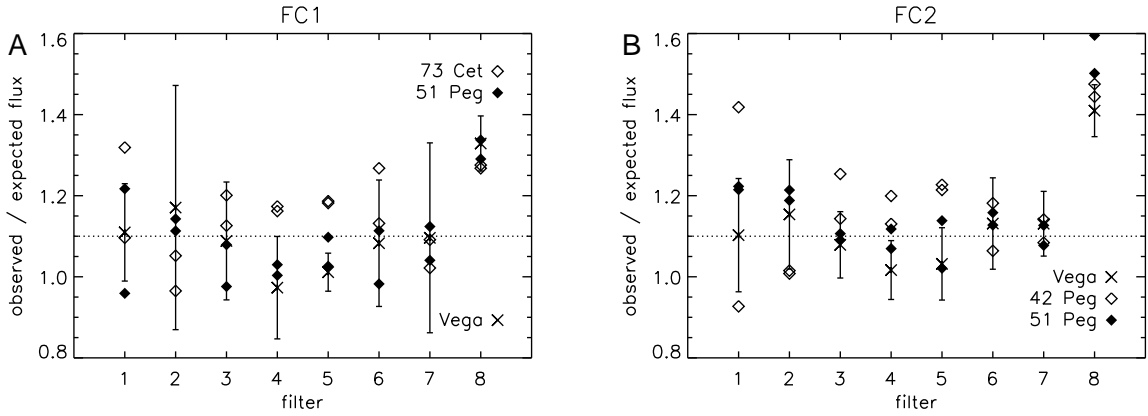 FC1
A
1.6
1.4
1.2
1.0
0.8
observed / expected flux
73 Cet
51 Peg
Vega
1 2 3 4 5 6 7 8
filter
FC2
B
1.6
1.4
1.2
1.0
0.8
observed / expected flux
Vega
42 Peg
51 Peg
1 2 3 4 5 6 7 8
filter